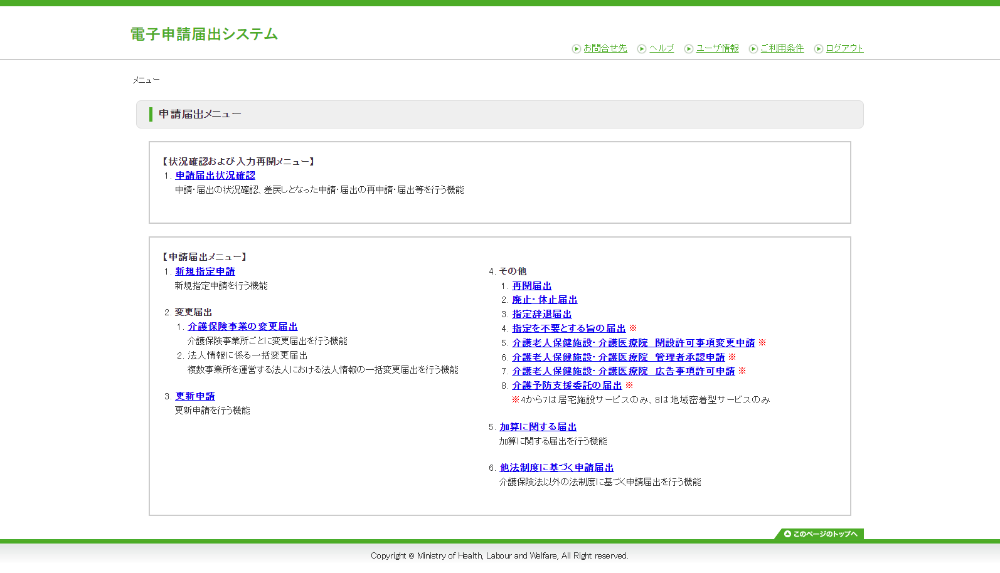 電子申請届出システム
お問合せ先 ヘルプ ユーザ情報 ご利用条件 ログアウト
メニュー
申請届出メニュー
【状況確認および入力再開メニュー】
1. 申請届出状況確認
申請・届出の状況確認、差戻しとなった申請・届出の再申請・届出等を行う機能
【申請届出メニュー】
1. 新規指定申請
新規指定申請を行う機能
2. 変更届出
1. 介護保険事業の変更届出
介護保険事業所ごとに変更届出を行う機能
2. 法人情報に係る一括変更届出
複数事業所を運営する法人における法人情報の一括変更届出を行う機能
3. 更新申請
更新申請を行う機能
4. その他
1. 再開届出
2. 廃止・休止届出
3. 指定辞退届出
4. 指定を不要とする旨の届出 ※
5. 介護老人保健施設・介護医療院　開設許可事項変更申請 ※
6. 介護老人保健施設・介護医療院　管理者承認申請 ※
7. 介護老人保健施設・介護医療院　広告事項許可申請 ※
8. 介護予防支援委託の届出 ※
※4から7は居宅施設サービスのみ、8は地域密着型サービスのみ
5. 加算に関する届出
加算に関する届出を行う機能
6. 他法制度に基づく申請届出
介護保険法以外の法制度に基づく申請届出を行う機能
このページのトップへ
Copyright © Ministry of Health, Labour and Welfare, All Right reserved.